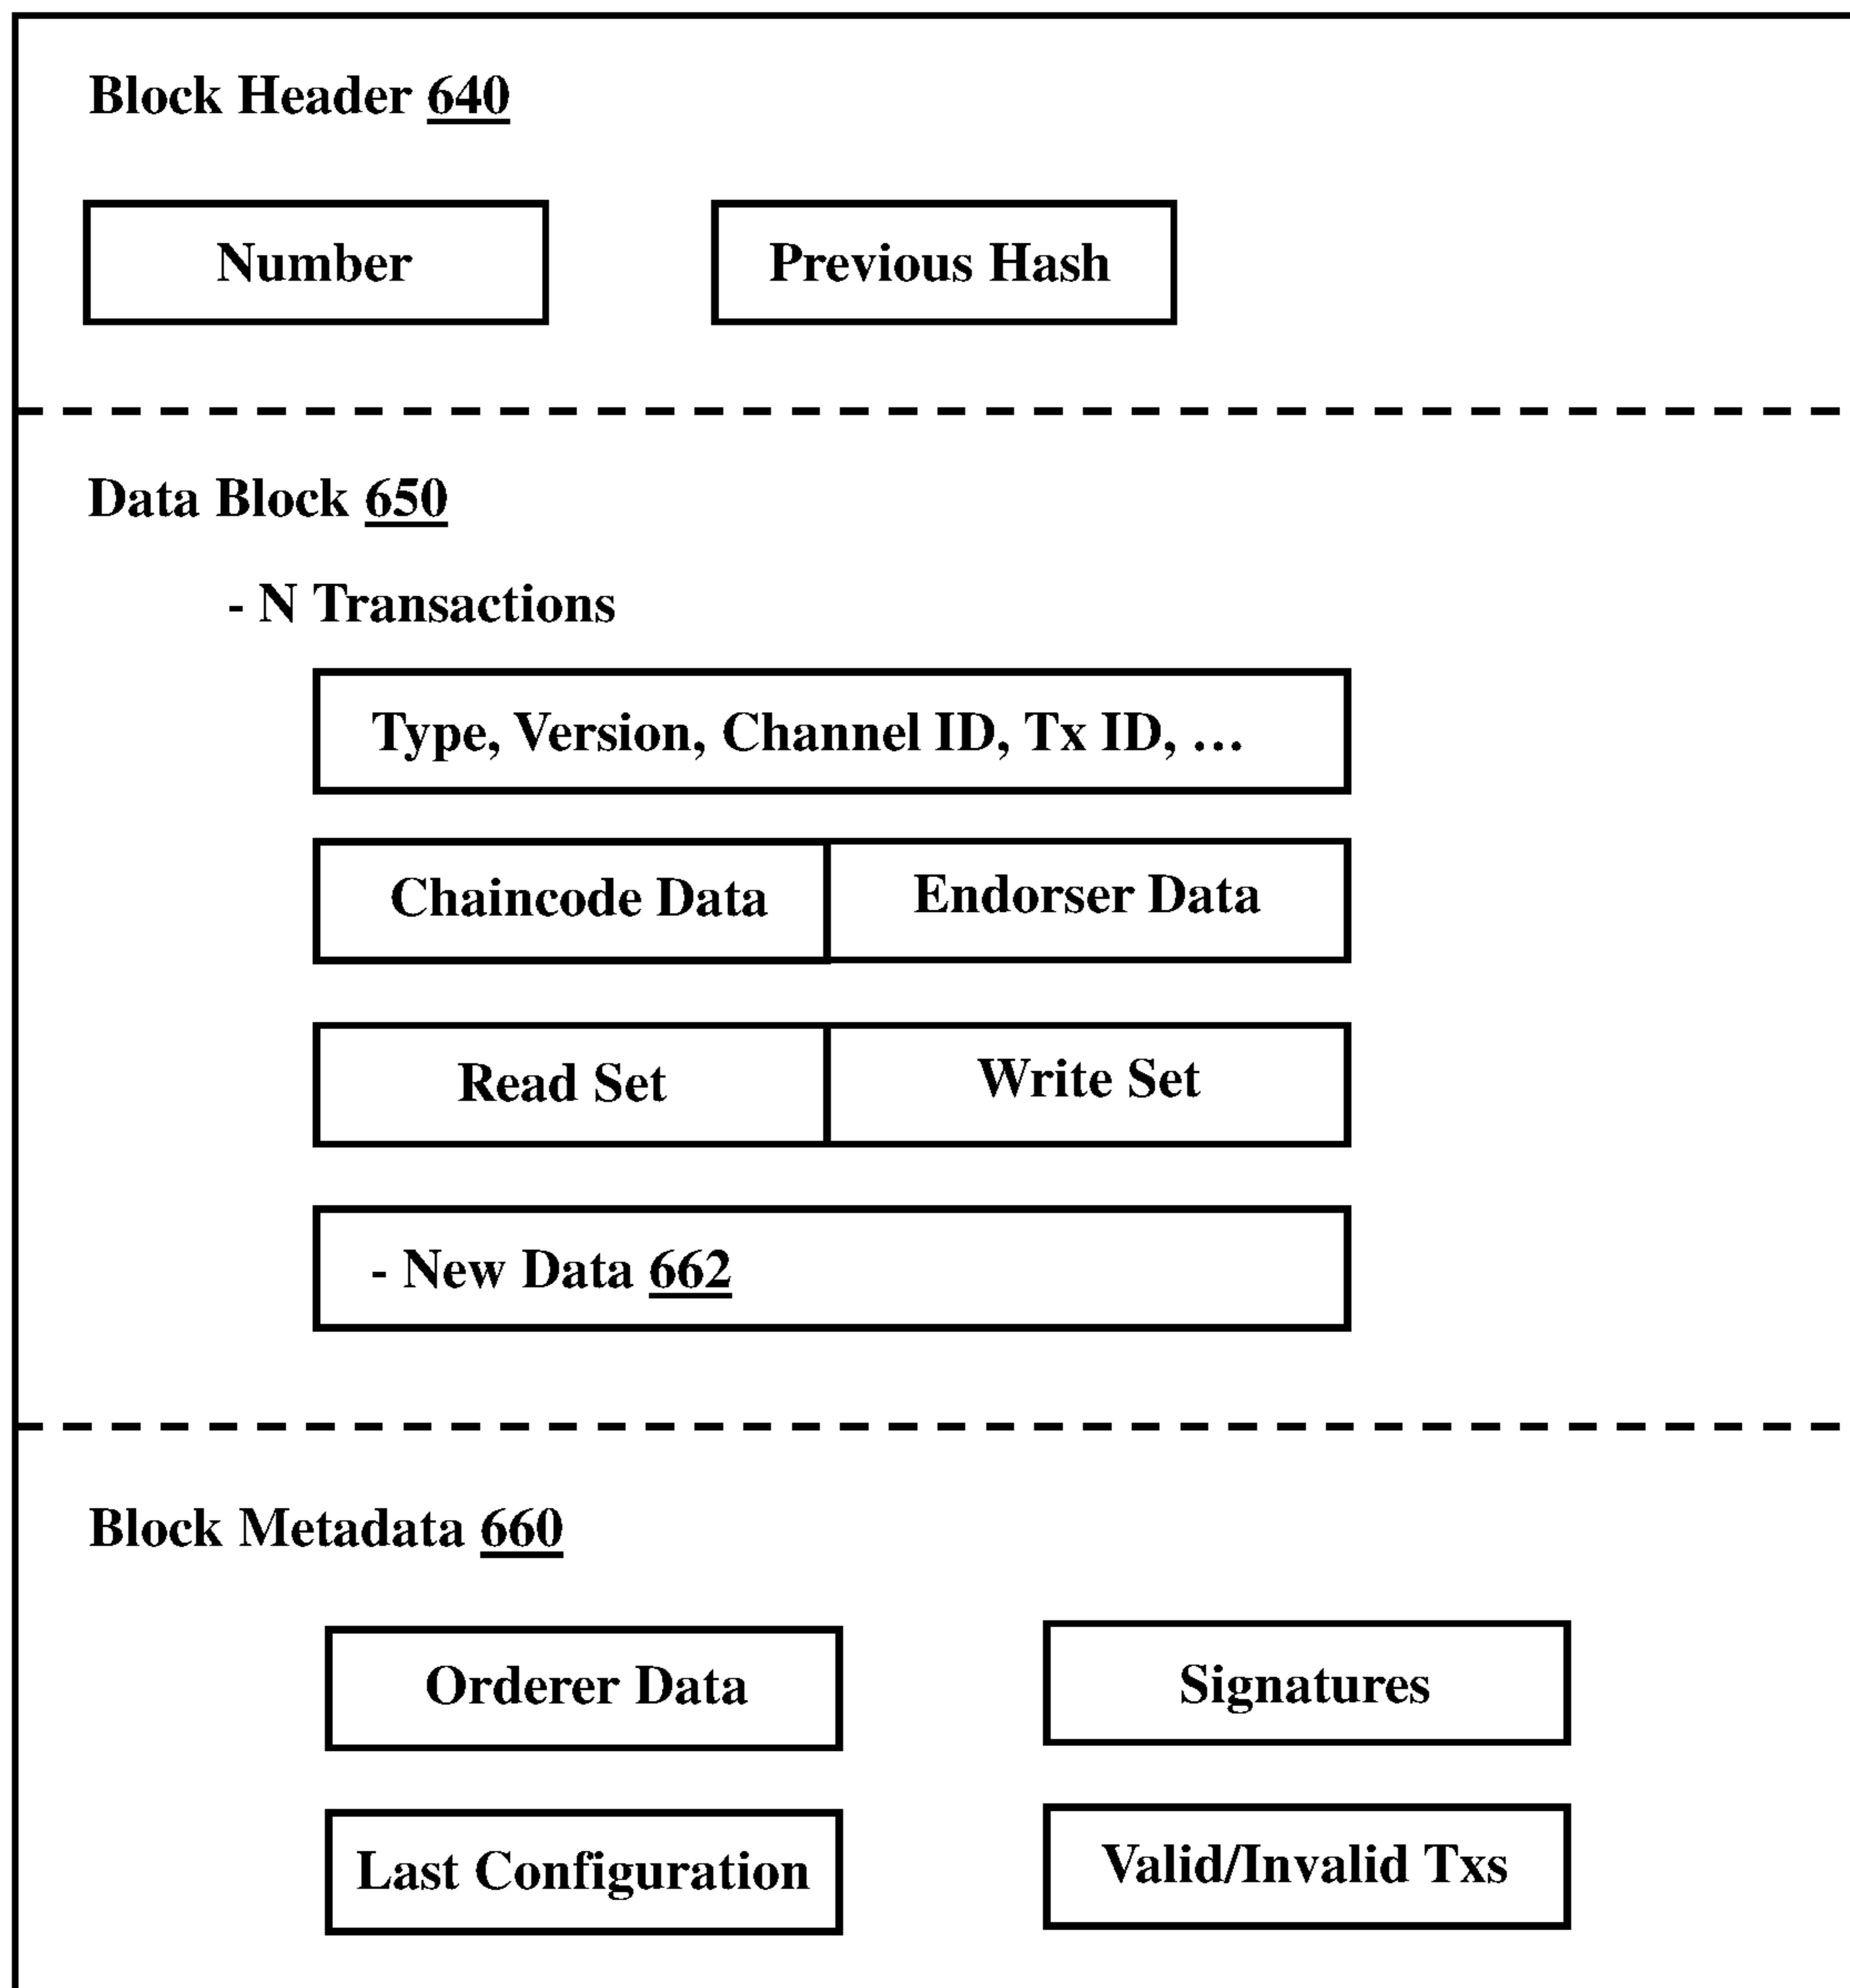 Block Header 640
Number
Previous Hash
Data Block 650
- N Transactions
Type, Version, Channel ID, Tx ID, …
Chaincode Data
Endorser Data
Read Set
Write Set
- New Data 662
Block Metadata 660
Orderer Data
Signatures
Last Configuration
Valid/Invalid Txs